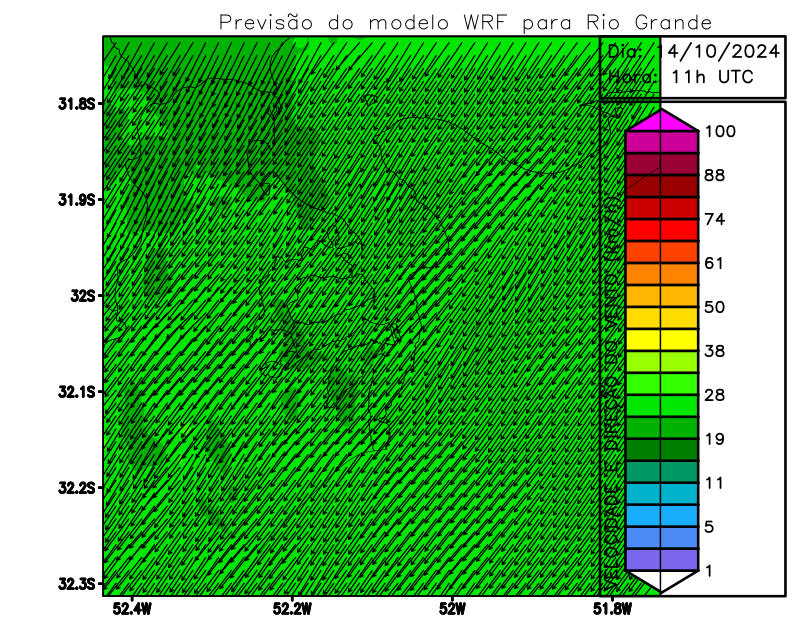 Previsão do modelo WRF para Rio Grande
Dia: 14/10/2024
Hora: 11h UTC
31.8S
31.9S
32S
32.1S
32.2S
32.3S
52.4W
52.2W
52W
51.8W
VELOCIDADE E DIREÇÃO DO VENTO (km/h)
100
88
74
61
50
38
28
19
11
5
1